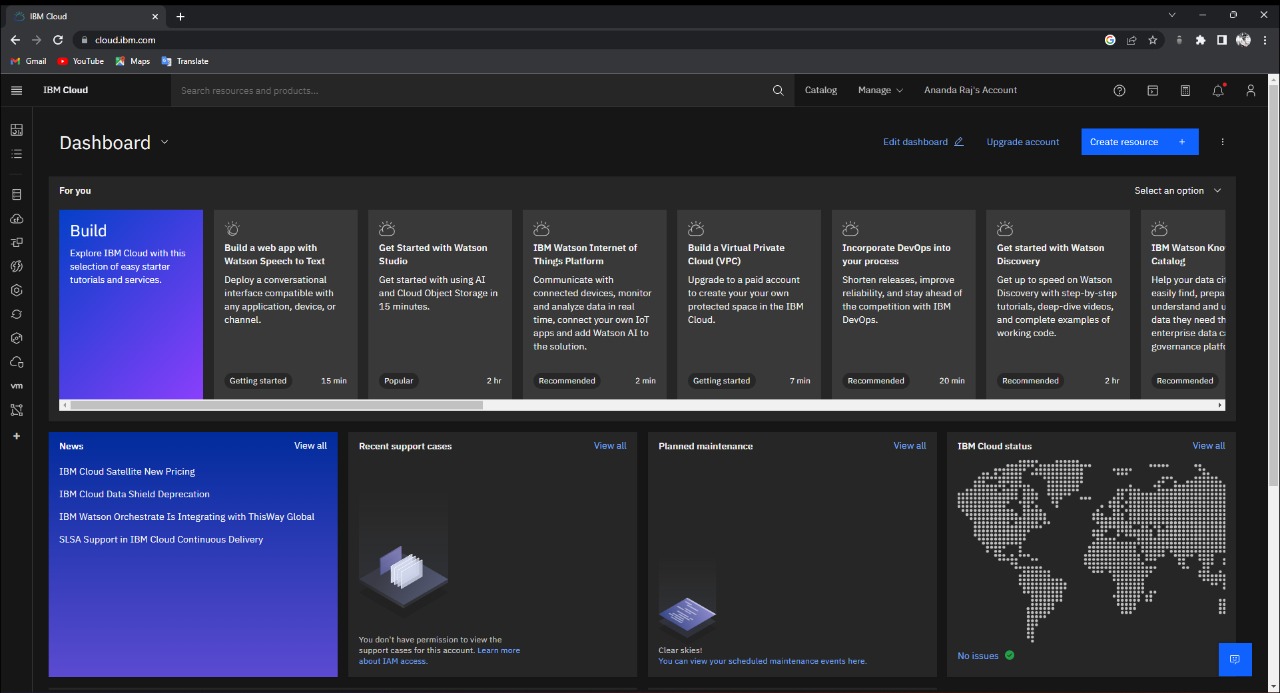 IBM Cloud
cloud.ibm.com
Gmail
YouTube
Maps
Translate
IBM Cloud
Search resources and products...
Catalog
Manage
Ananda Raj's Account
Dashboard
Edit dashboard
Upgrade account
Create resource +
For you
Select an option
Build
Explore IBM Cloud with this
selection of easy starter
tutorials and services.
Build a web app with
Watson Speech to Text
Deploy a conversational
interface compatible with
any application, device, or
channel.
Getting started
15 min
Get Started with Watson
Studio
Get started with using AI
and Cloud Object Storage in
15 minutes.
Popular
2 hr
IBM Watson Internet of
Things Platform
Communicate with
connected devices, monitor
and analyze data in real
time, connect your own IoT
apps and add Watson AI to
the solution.
Recommended
2 min
Build a Virtual Private
Cloud (VPC)
Upgrade to a paid account
to create your your own
protected space in the IBM
Cloud.
Getting started
7 min
Incorporate DevOps into
your process
Shorten releases, improve
reliability, and stay ahead of
the competition with IBM
DevOps.
Recommended
20 min
Get started with Watson
Discovery
Get up to speed on Watson
Discovery with step-by-step
tutorials, deep-dive videos,
and complete examples of
working code.
Recommended
2 hr
IBM Watson Kno
Catalog
Help your data ci
easily find, prepa
understand and u
data they need th
enterprise data c
governance platf
Recommended
vm
News
View all
IBM Cloud Satellite New Pricing
IBM Cloud Data Shield Deprecation
IBM Watson Orchestrate Is Integrating with ThisWay Global
SLSA Support in IBM Cloud Continuous Delivery
Recent support cases
View all
You don't have permission to view the
support cases for this account. Learn more
about IAM access.
Planned maintenance
View all
Clear skies!
You can view your scheduled maintenance events here.
IBM Cloud status
View all
No issues